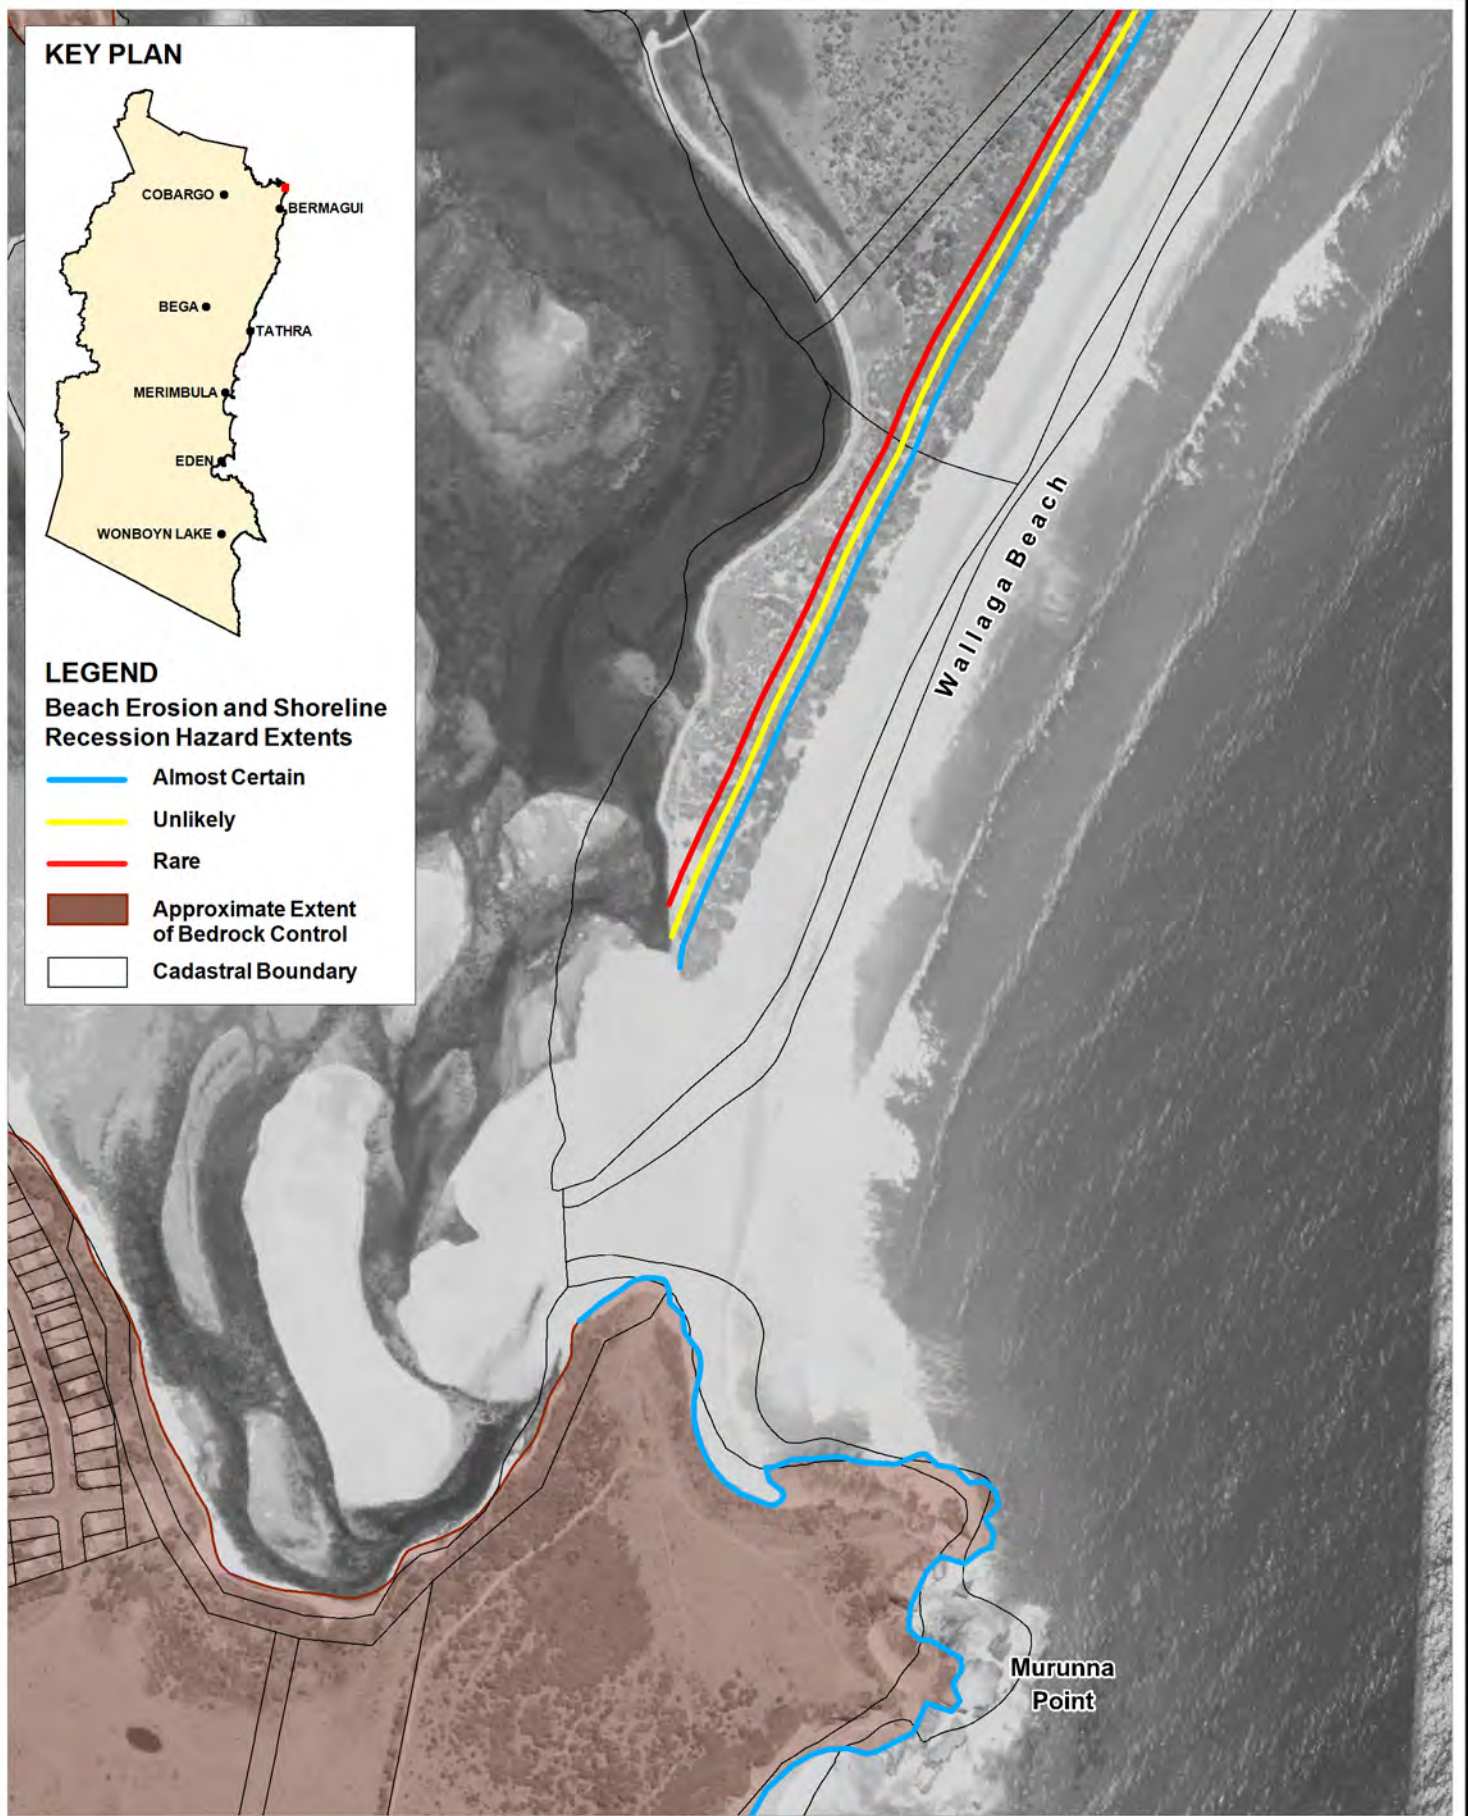 KEY PLAN
COBARGO
BERMAGUI
BEGA
TATHRA
MERIMBULA
EDEN
WONBOYN LAKE
LEGEND
Beach Erosion and Shoreline
Recession Hazard Extents
Almost Certain
Unlikely
Rare
Approximate Extent
of Bedrock Control
Cadastral Boundary
Wallaga Beach
Murunna
Point